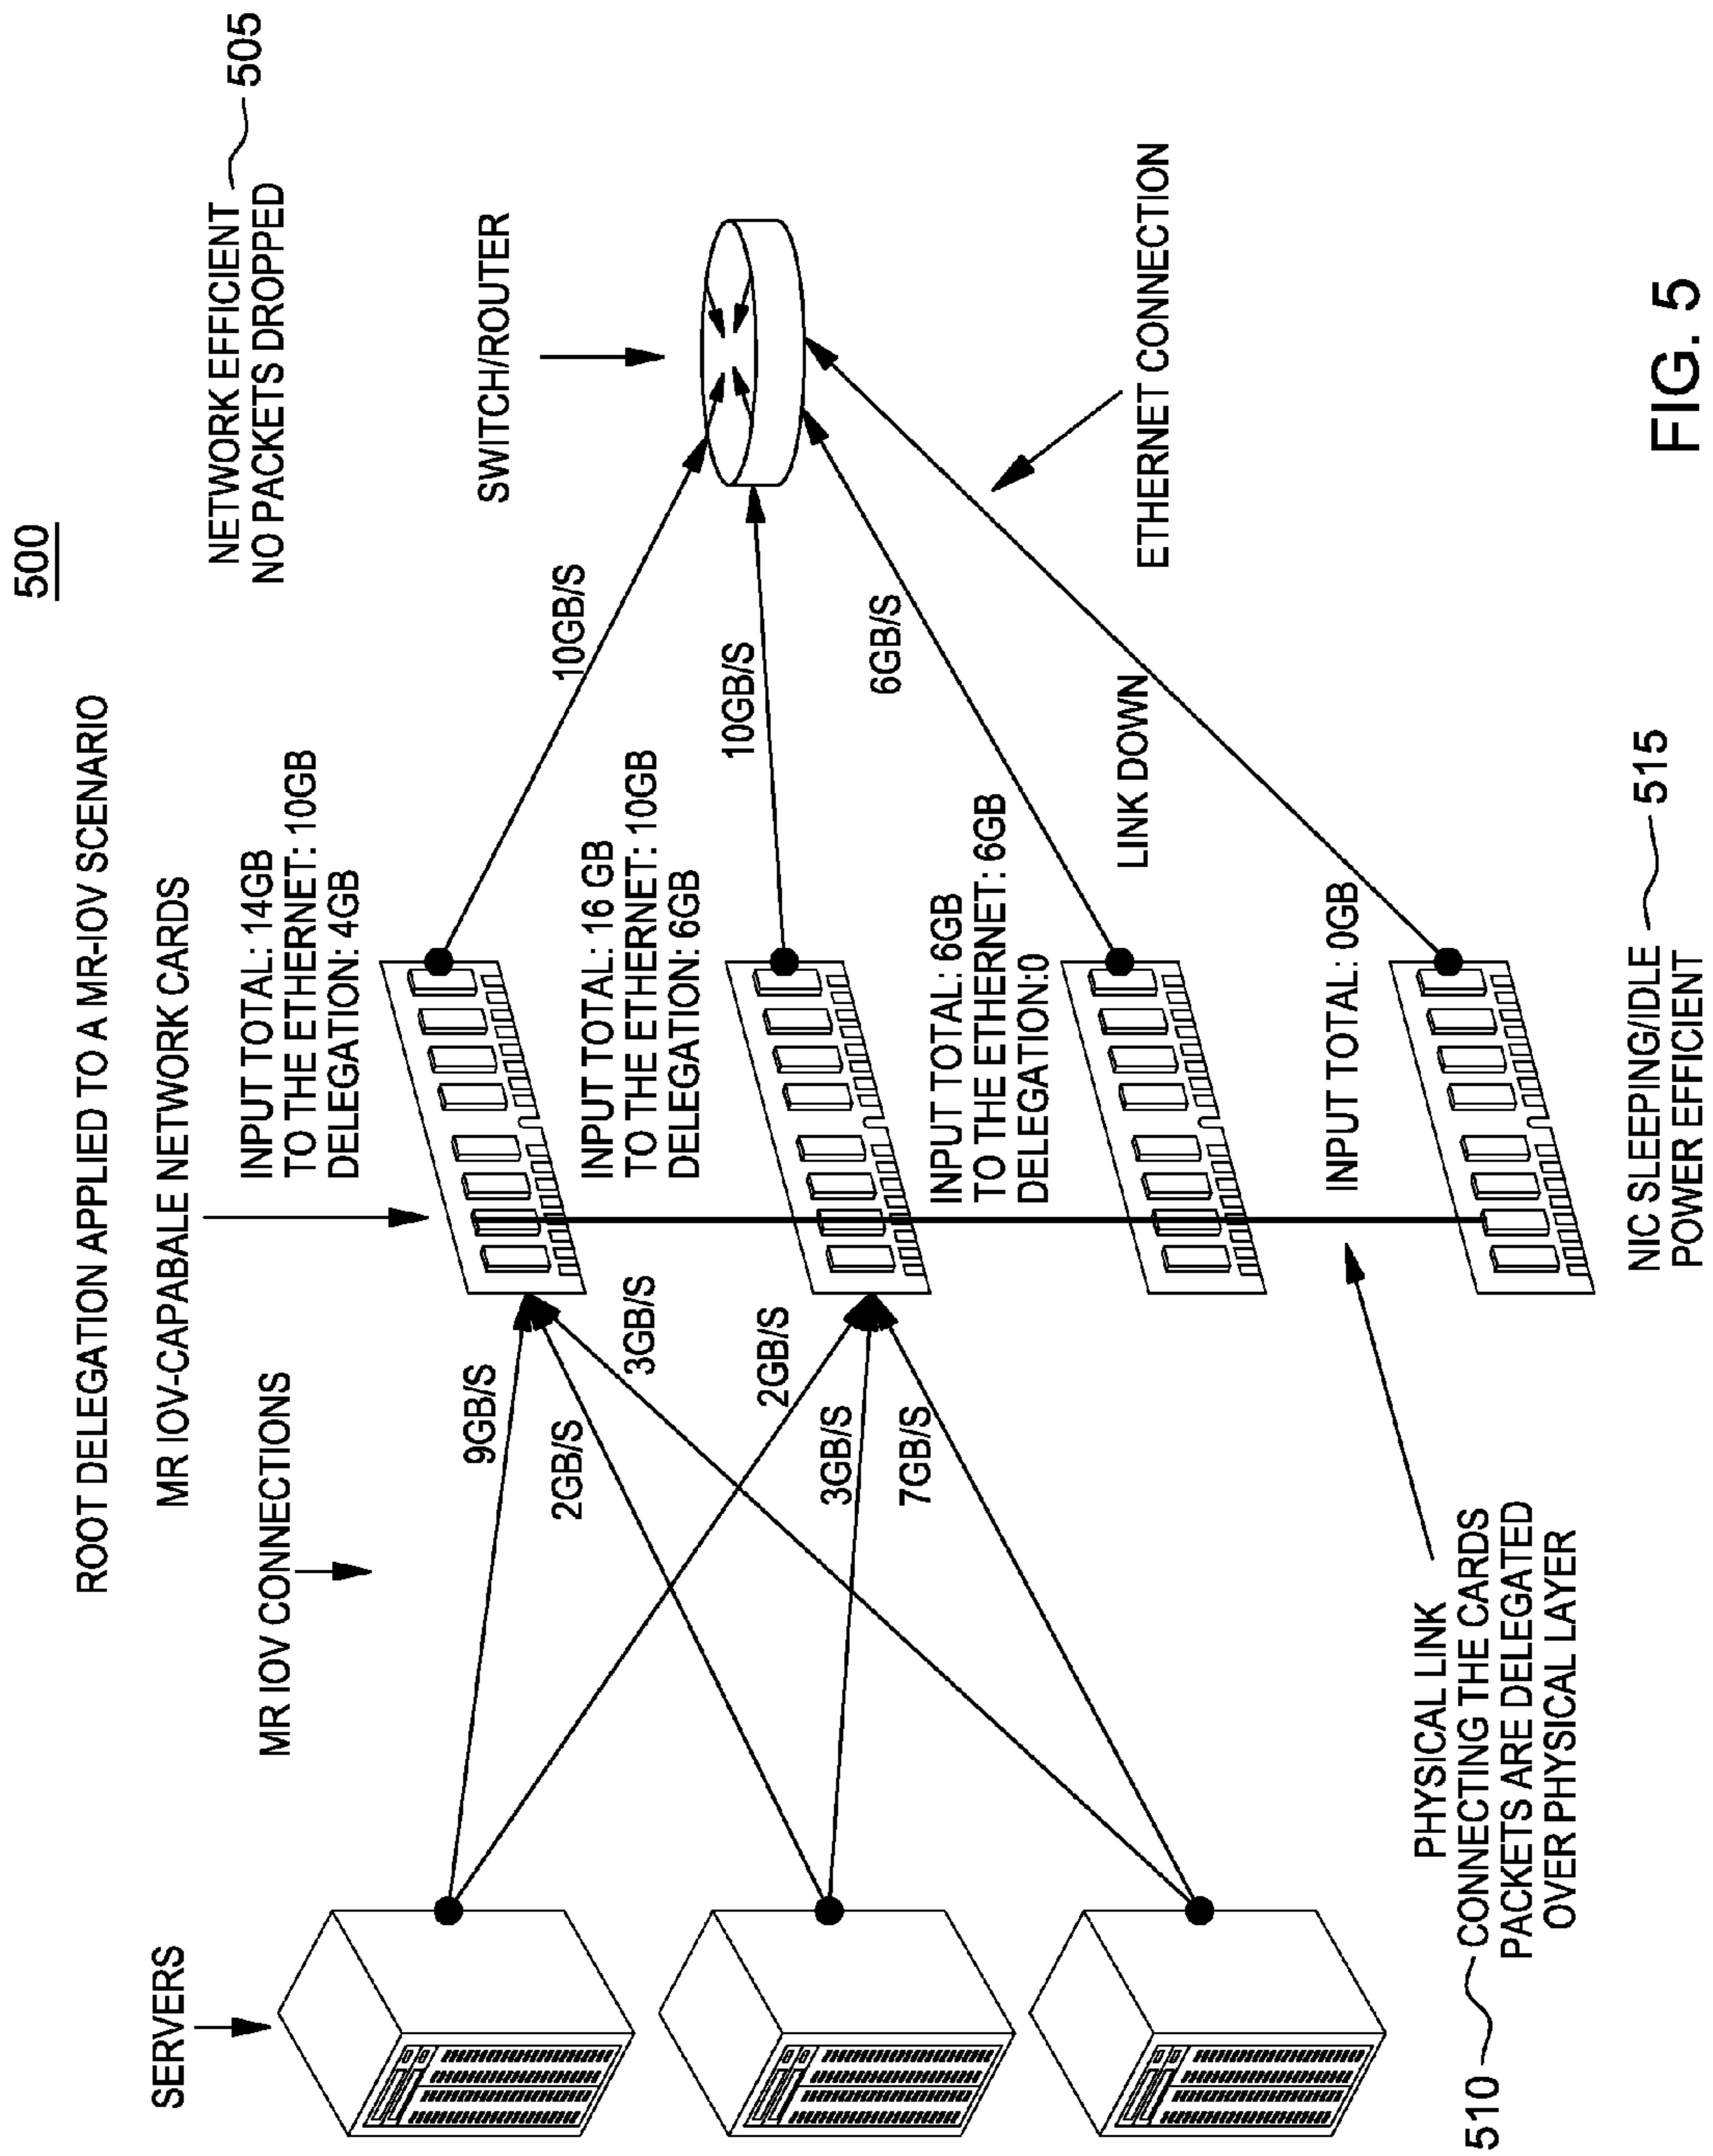 500
ROOT DELEGATION APPLIED TO A MR-IOV SCENARIO
NETWORK EFFICIENT
NO PACKETS DROPPED
505
MR IOV-CAPABALE NETWORK CARDS
SERVERS
MR IOV CONNECTIONS
INPUT TOTAL: 14GB
TO THE ETHERNET: 10GB
DELEGATION: 4GB
SWITCH/ROUTER
9GB/S
2GB/S
3GB/S
10GB/S
INPUT TOTAL: 16 GB
TO THE ETHERNET: 10GB
DELEGATION: 6GB
10GB/S
2GB/S
3GB/S
7GB/S
6GB/S
INPUT TOTAL: 6GB
TO THE ETHERNET: 6GB
DELEGATION:0
LINK DOWN
ETHERNET CONNECTION
INPUT TOTAL: 0GB
PHYSICAL LINK
CONNECTING THE CARDS
PACKETS ARE DELEGATED
OVER PHYSICAL LAYER
510
NIC SLEEPING/IDLE
POWER EFFICIENT
515
FIG. 5